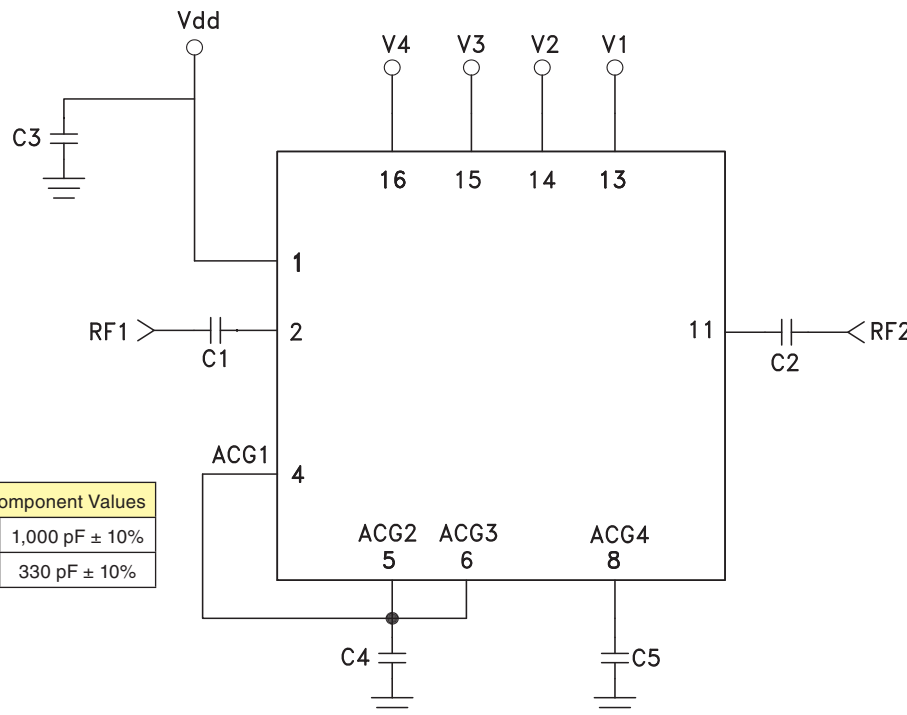 Vdd
V4 V3 V2 V1
C3
16 15 14 13
1
RF1
C1
2
11
C2
RF2
ACG1
4
omponent Values
1,000 pF ± 10%
330 pF ± 10%
ACG2 ACG3 ACG4
5 6 8
C4
C5